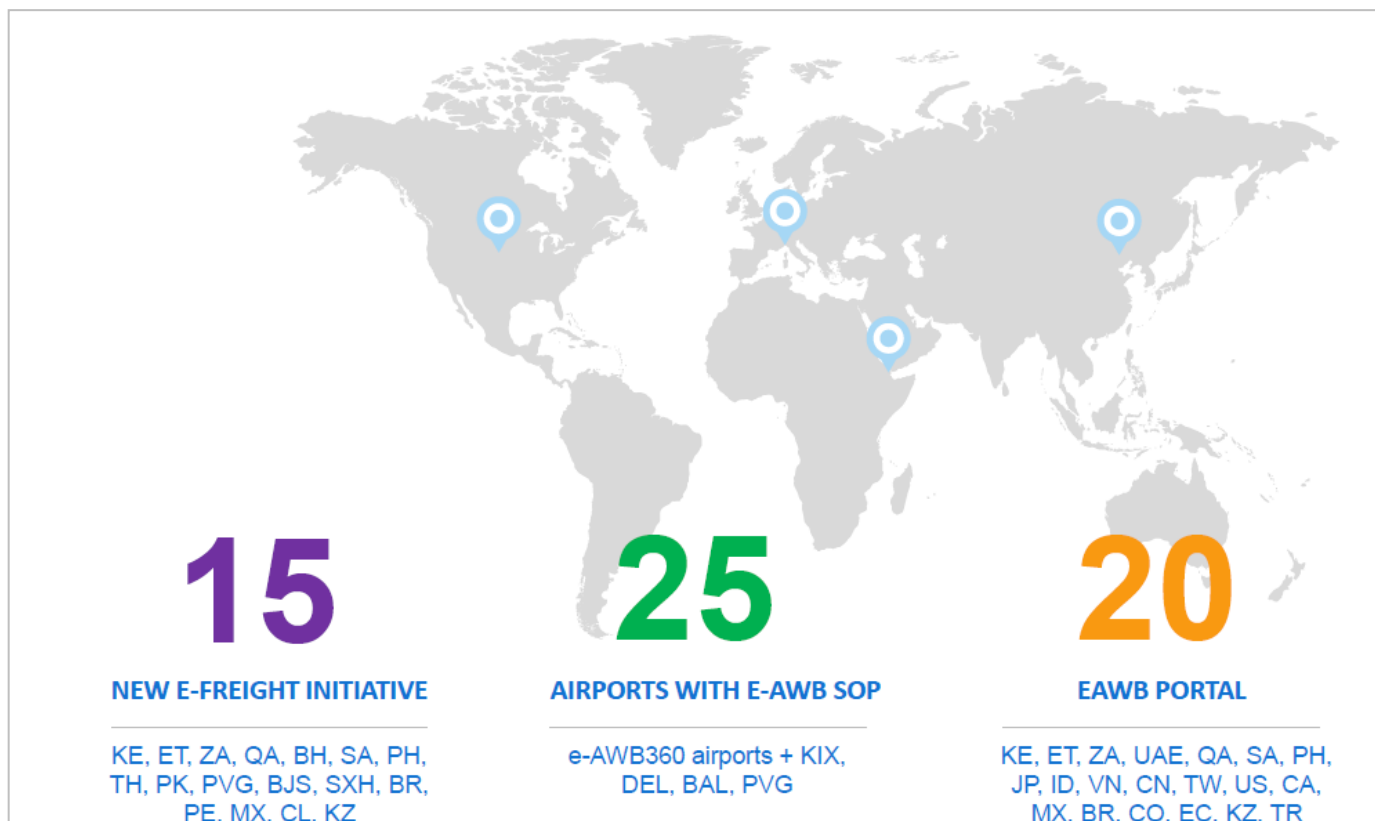 15
NEW E-FREIGHT INITIATIVE
KE, ET, ZA, QA, BH, SA, PH,
TH, PK, PVG, BJS, SXH, BR,
PE, MX, CL, KZ
25
AIRPORTS WITH E-AWB SOP
e-AWB360 airports + KIX,
DEL, BAL, PVG
20
EAWB PORTAL
KE, ET, ZA, UAE, QA, SA, PH,
JP, ID, VN, CN, TW, US, CA,
MX, BR, CO, EC, KZ, TR